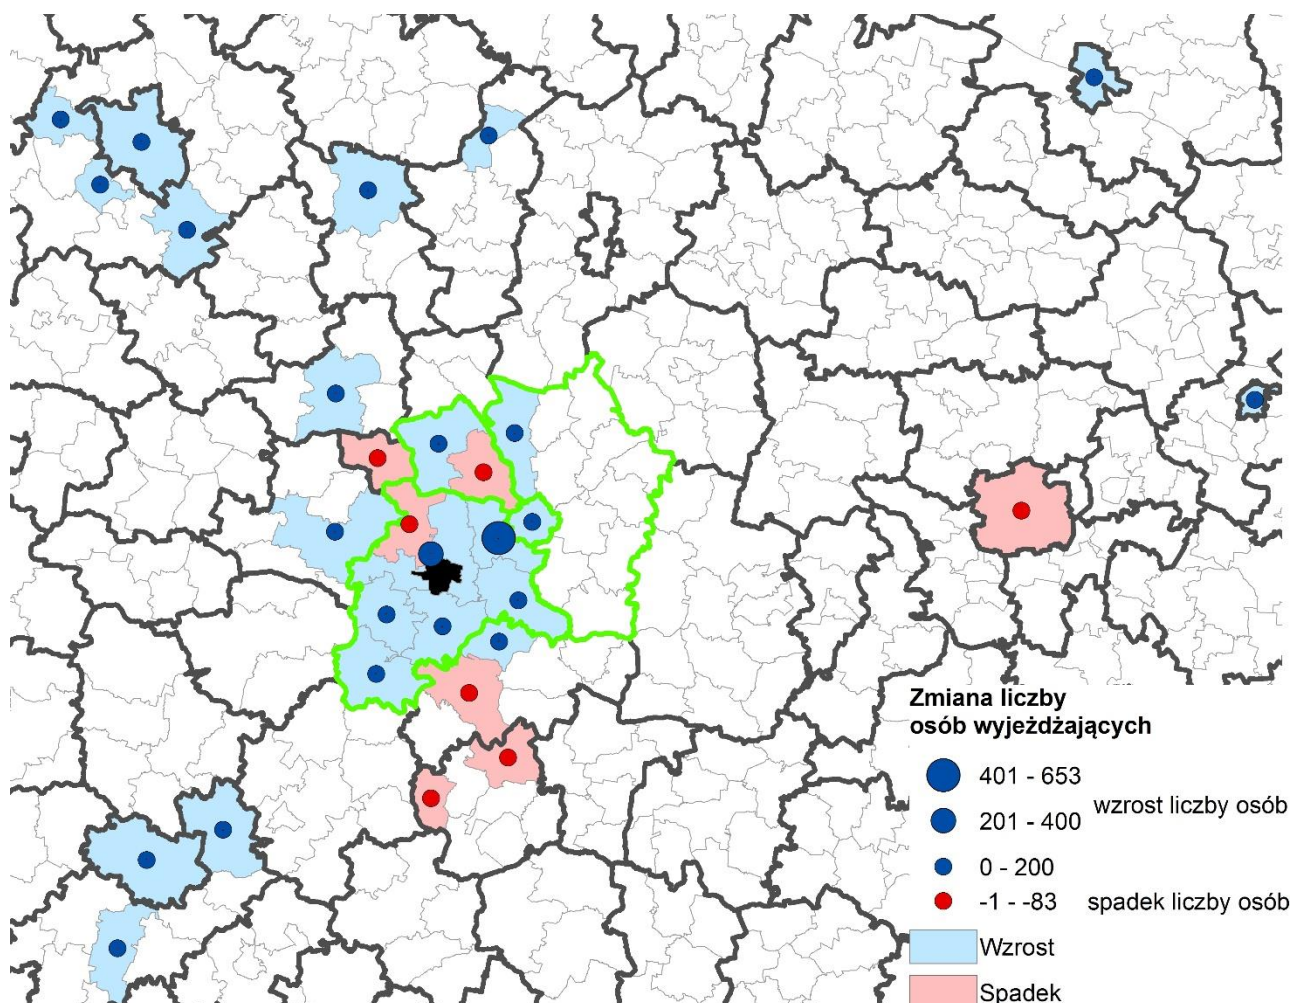 Zmiana liczby
osób wyjeżdżających
401 - 653
wzrost liczby osób
201 - 400
0 - 200
-1 - -83 spadek liczby osób
Wzrost
Spadek